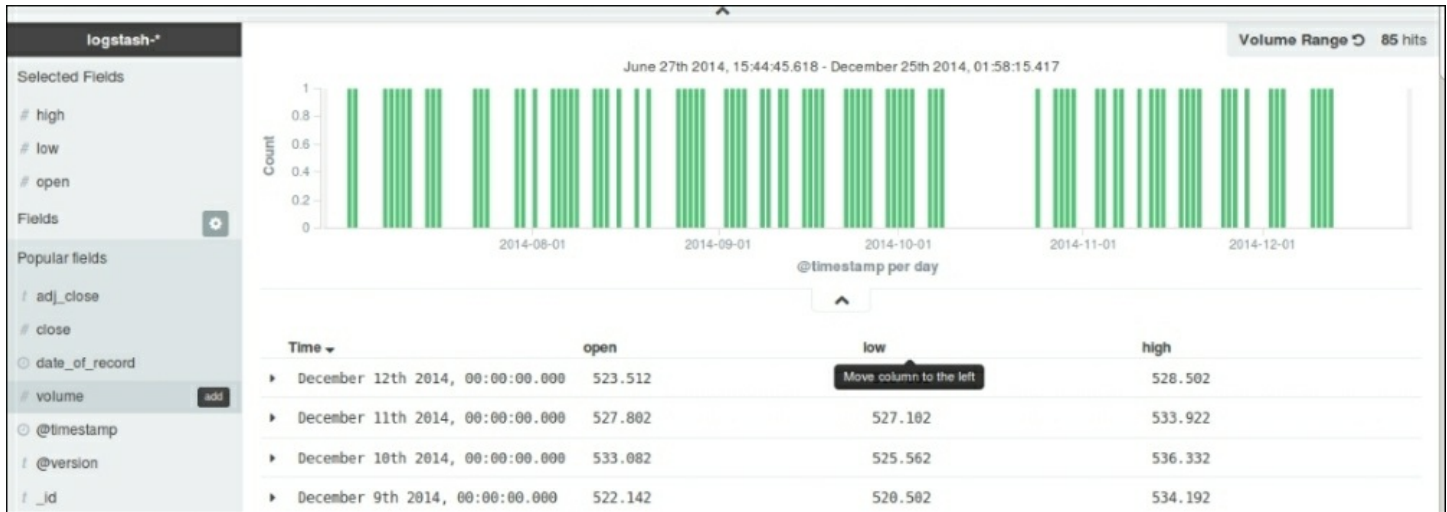 logstash-*
Selected Fields
# high
# low
# open
Fields
Popular fields
t adj_close
# close
date_of_record
# volume add
@timestamp
t @version
t _id
Volume Range 85 hits
June 27th 2014, 15:44:45.618 - December 25th 2014, 01:58:15.417
Count
1
0.8
0.6
0.4
0.2
0
2014-08-01 2014-09-01 2014-10-01 2014-11-01 2014-12-01
@timestamp per day
Time open low high
December 12th 2014, 00:00:00.000 523.512 Move column to the left 528.502
December 11th 2014, 00:00:00.000 527.802 527.102 533.922
December 10th 2014, 00:00:00.000 533.082 525.562 536.332
December 9th 2014, 00:00:00.000 522.142 520.502 534.192